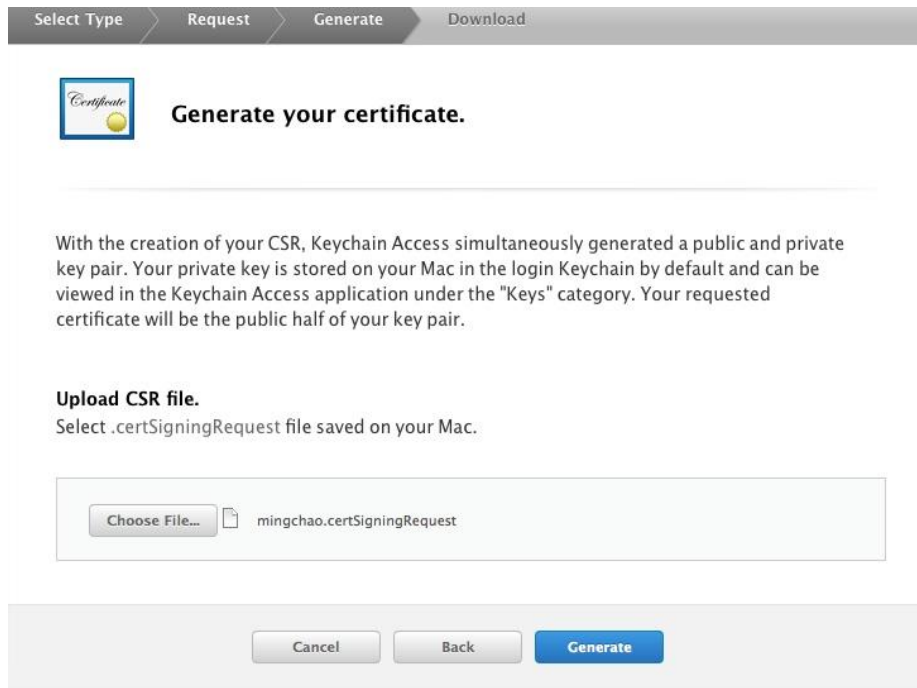 Select Type
Request
Generate
Download
Certificate
Generate your certificate.
With the creation of your CSR, Keychain Access simultaneously generated a public and private
key pair. Your private key is stored on your Mac in the login Keychain by default and can be
viewed in the Keychain Access application under the "Keys" category. Your requested
certificate will be the public half of your key pair.
Upload CSR file.
Select .certSigningRequest file saved on your Mac.
Choose File... mingchao.certSigningRequest
Cancel
Back
Generate